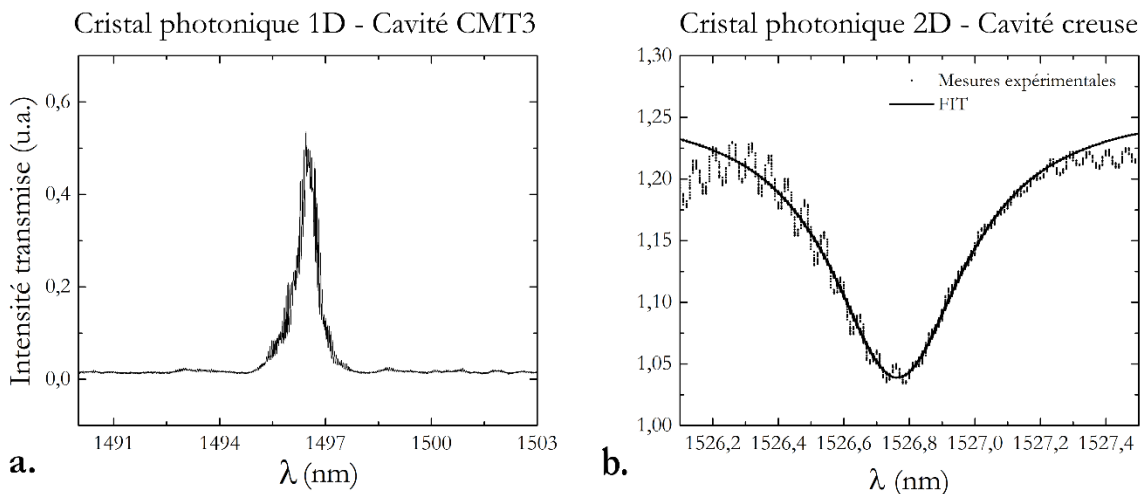 Cristal photonique 1D - Cavité CMT3
Intensité transmise (u.a.)
0,6
0,4
0,2
0,0
1491 1494 1497 1500 1503
λ (nm)
a.
Cristal photonique 2D - Cavité creuse
1,30
1,25
1,20
1,15
1,10
1,05
1,00
Mesures expérimentales
FIT
1526,2 1526,4 1526,6 1526,8 1527,0 1527,2 1527,4
λ (nm)
b.